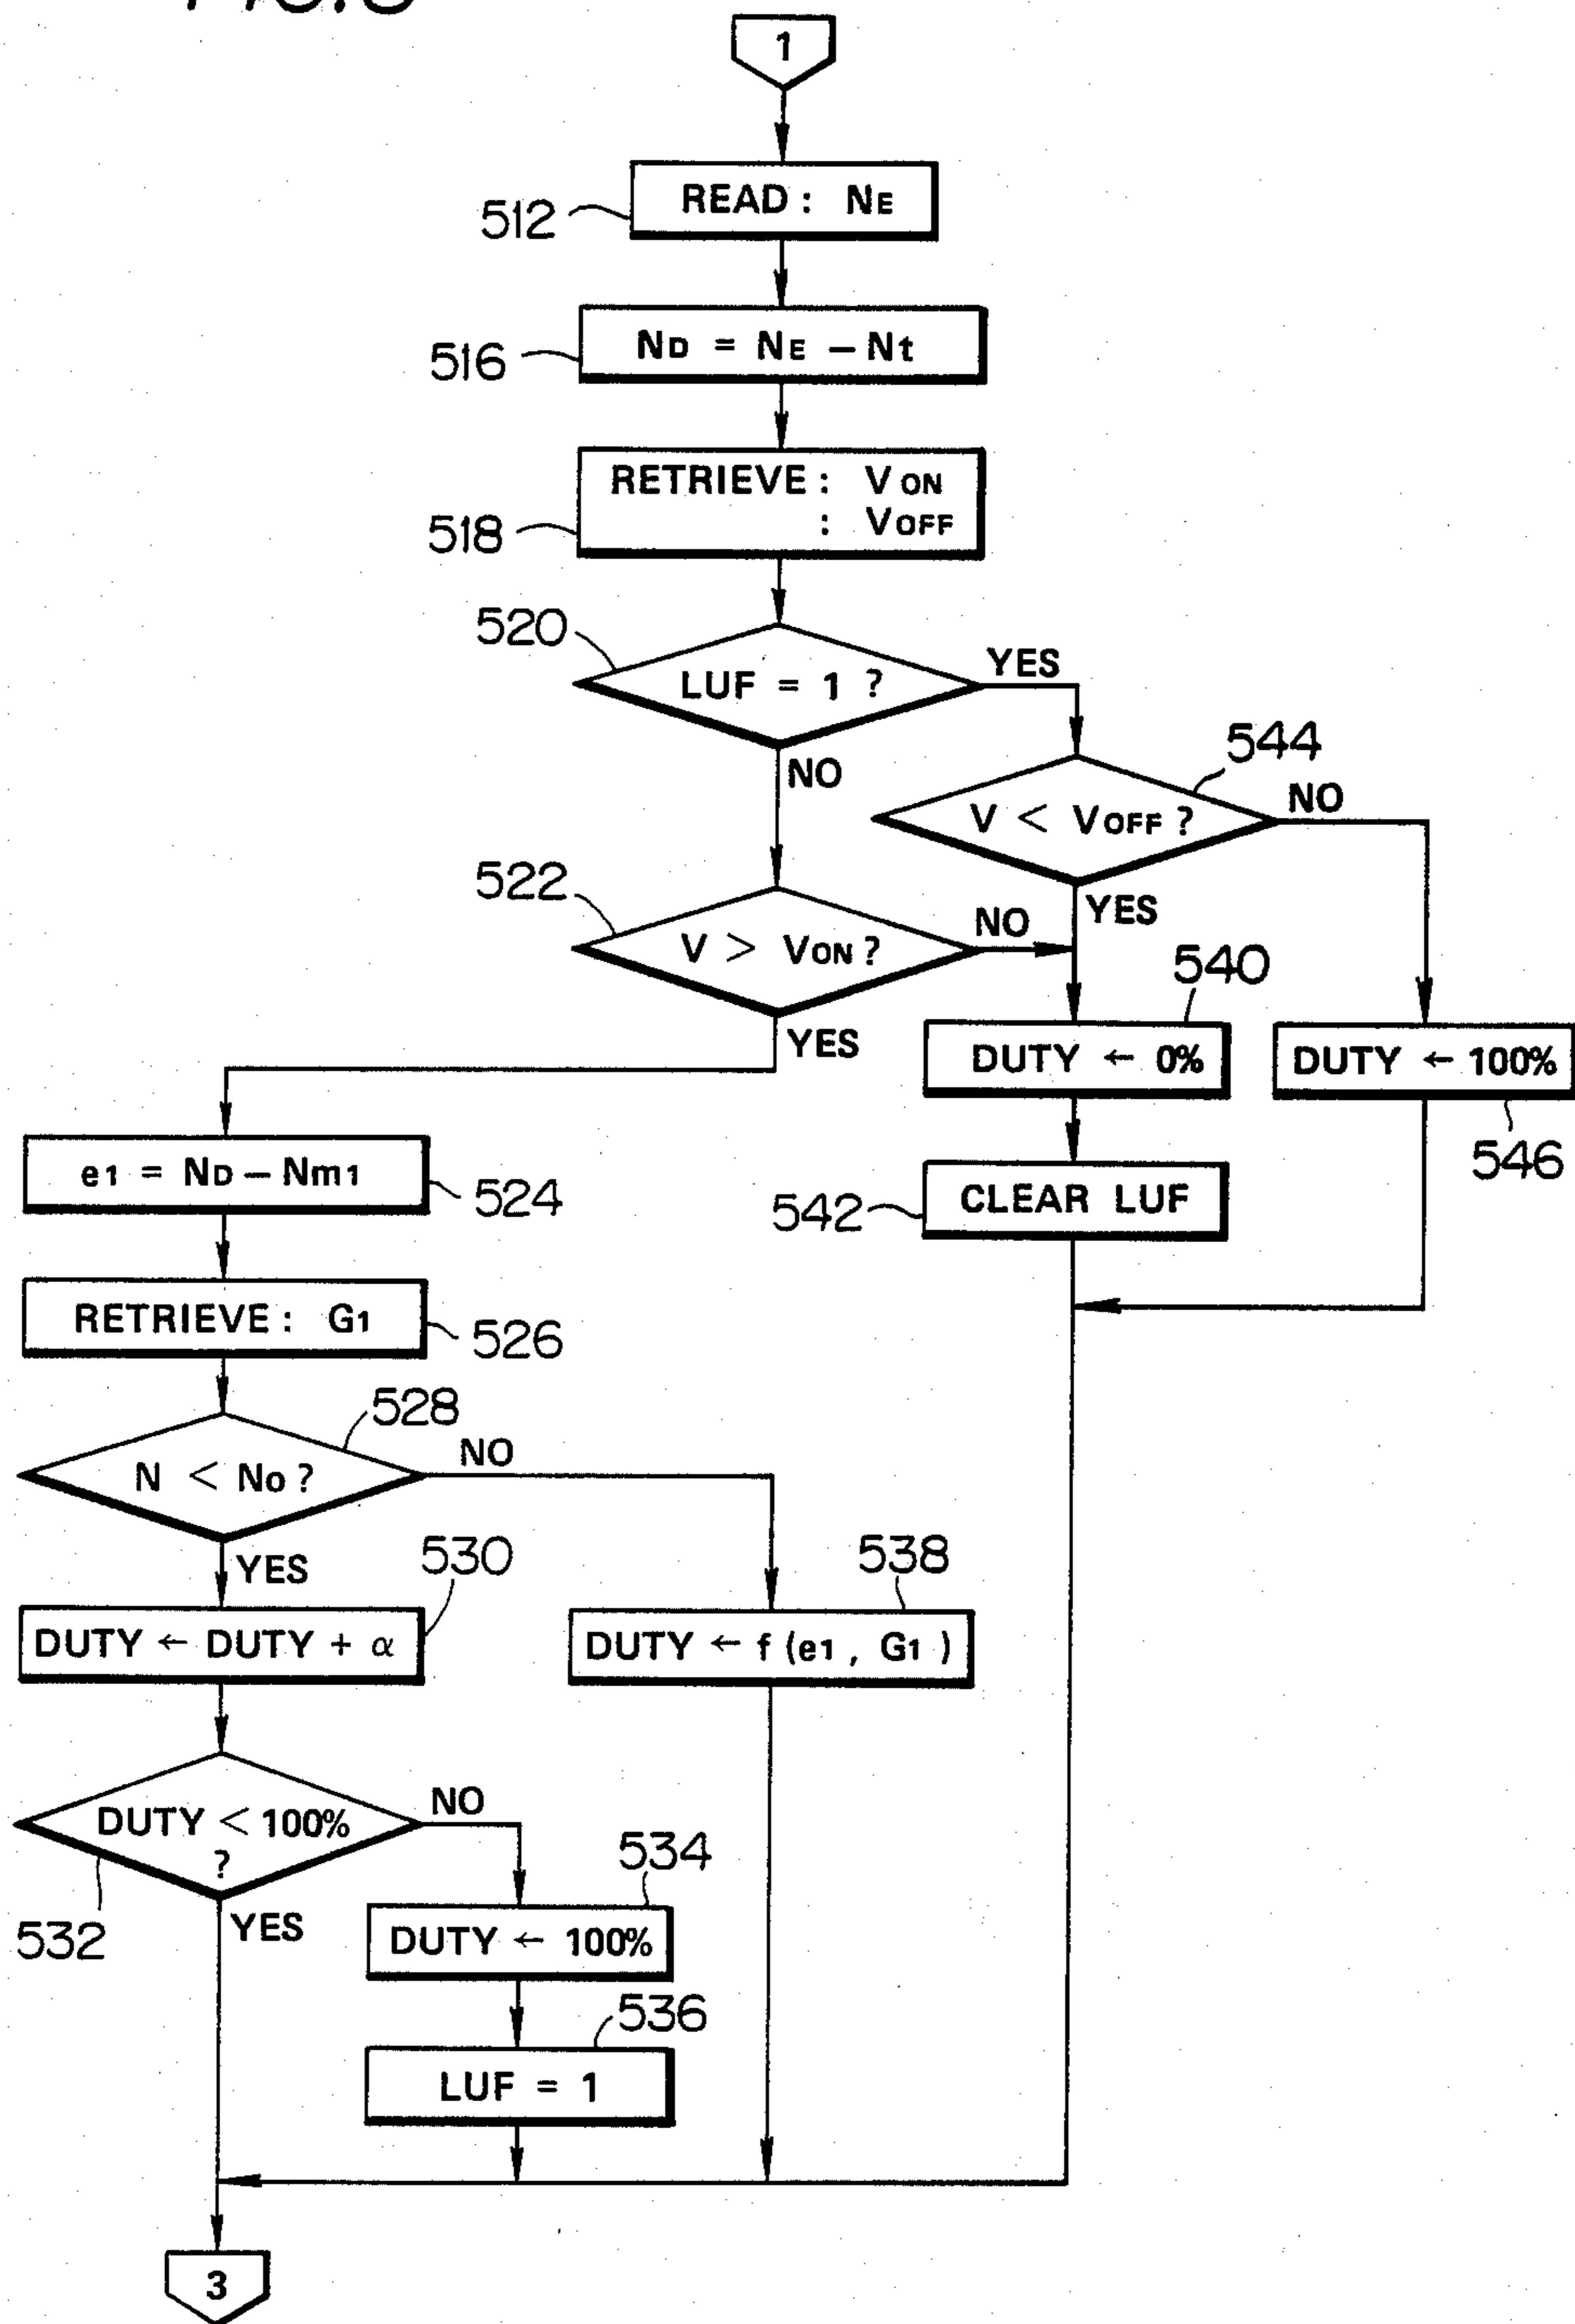 1
512
READ : NE
516
ND = NE – Nt
518
RETRIEVE : VON
: VOFF
520
LUF = 1 ?
YES
NO
544
V < VOFF ?
NO
YES
522
V > VON ?
NO
YES
540
DUTY ← 0%
DUTY ← 100%
546
542
CLEAR LUF
e1 = ND – Nm1
524
RETRIEVE : G1
526
528
N < No ?
NO
YES
530
DUTY ← DUTY + α
538
DUTY ← f (e1 , G1 )
DUTY < 100%
?
NO
YES
532
534
DUTY ← 100%
536
LUF = 1
3